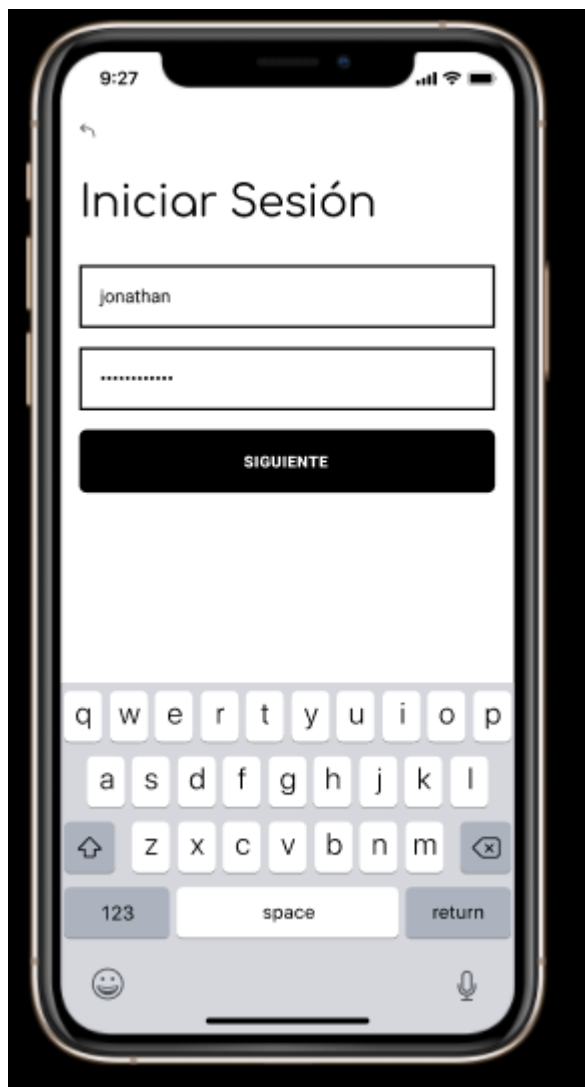 9:27
Iniciar Sesión
jonathan
••••••••••••
SIGUIENTE
q w e r t y u i o p
a s d f g h j k l
z x c v b n m
123 space return